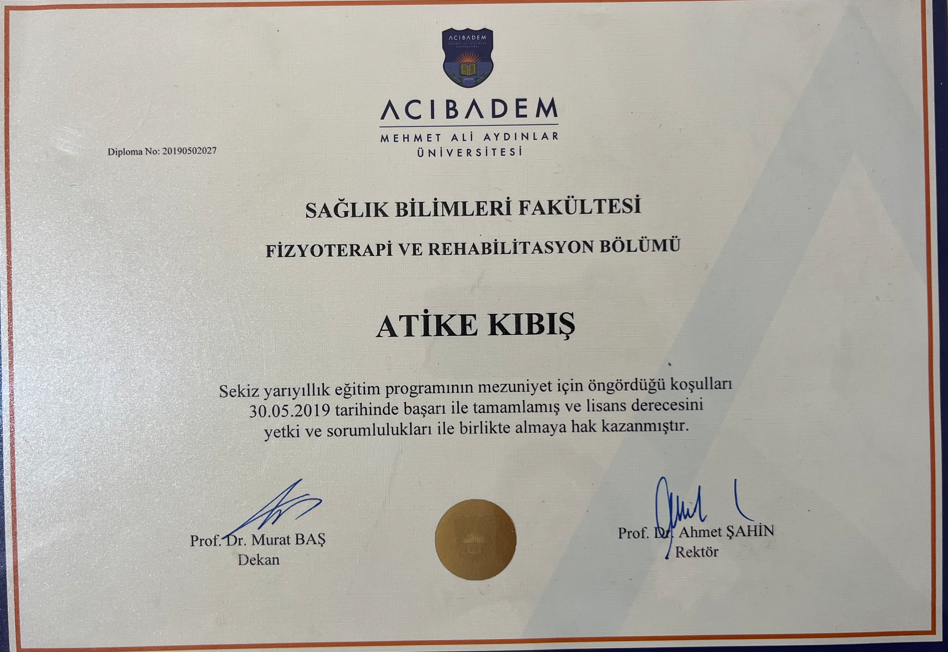 ACIBADEM
ACIBADEM
MEHMET ALİ AYDINLAR
ÜNİVERSİTESİ
Diploma No: 20190502027
SAĞLIK BİLİMLERİ FAKÜLTESİ
FİZYOTERAPİ VE REHABİLİTASYON BÖLÜMÜ
ATİKE KIBIŞ
Sekiz yarıyıllık eğitim programının mezuniyet için öngördüğü koşulları
30.05.2019 tarihinde başarı ile tamamlamış ve lisans derecesini
yetki ve sorumlulukları ile birlikte almaya hak kazanmıştır.
Prof. Dr. Murat BAŞ
Dekan
Prof. Dr. Ahmet ŞAHİN
Rektör